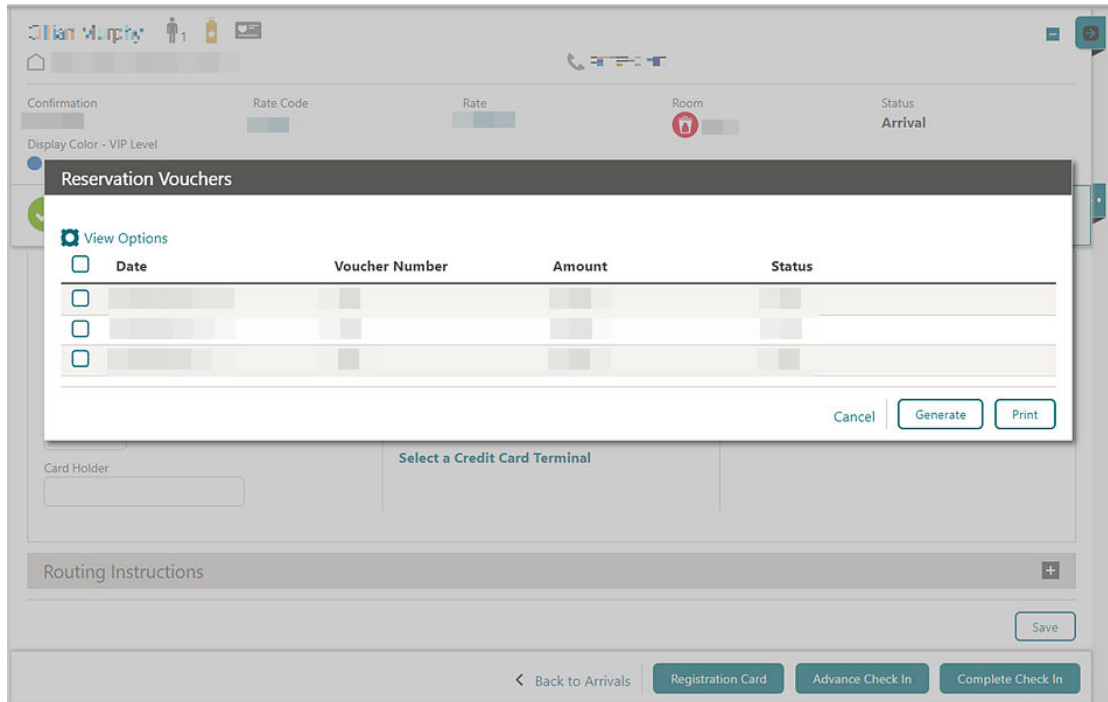 Murphy 1
Confirmation Rate Code Rate Room Status
Arrival
Display Color - VIP Level
Reservation Vouchers
View Options
Date Voucher Number Amount Status
Cancel Generate Print
Select a Credit Card Terminal
Card Holder
Routing Instructions
Save
Back to Arrivals Registration Card Advance Check In Complete Check In